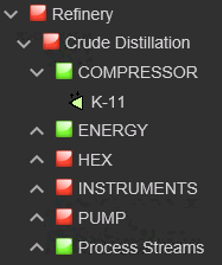 Refinery
Crude Distillation
COMPRESSOR
K-11
ENERGY
HEX
INSTRUMENTS
PUMP
Process Streams